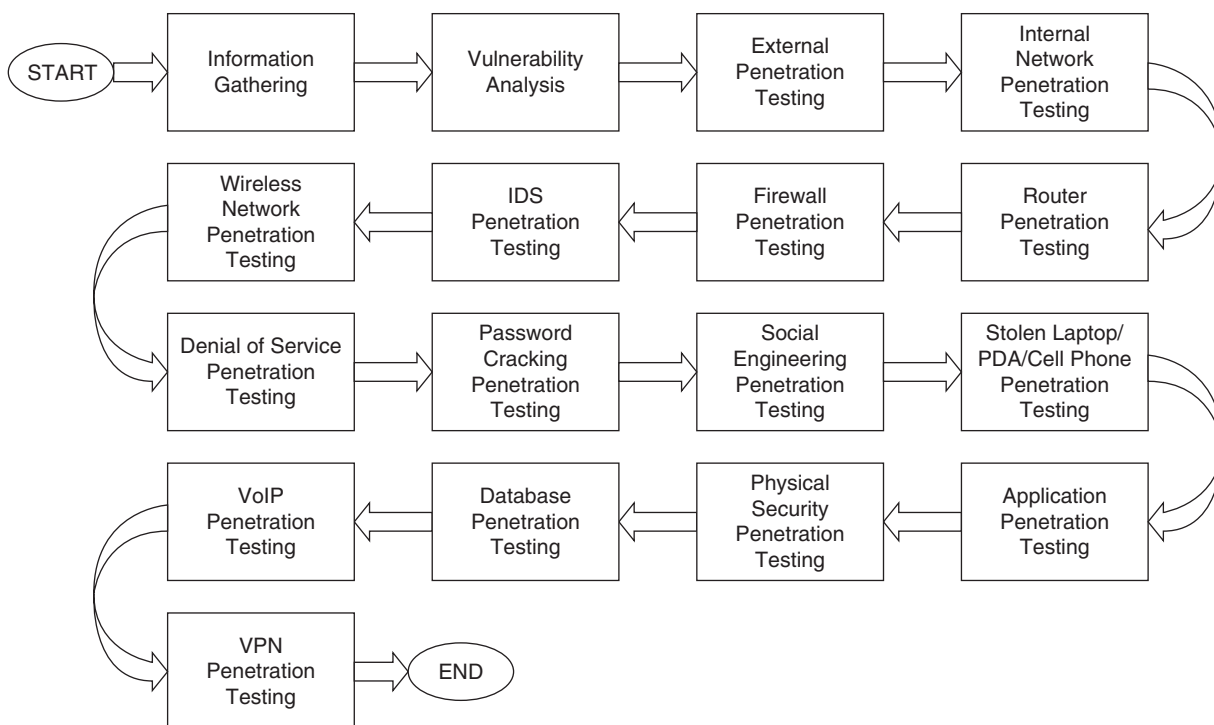 START
Information
Gathering
Vulnerability
Analysis
External
Penetration
Testing
Internal
Network
Penetration
Testing
Router
Penetration
Testing
Firewall
Penetration
Testing
IDS
Penetration
Testing
Wireless
Network
Penetration
Testing
Denial of Service
Penetration
Testing
Password
Cracking
Penetration
Testing
Social
Engineering
Penetration
Testing
Stolen Laptop/
PDA/Cell Phone
Penetration
Testing
Application
Penetration
Testing
Physical
Security
Penetration
Testing
Database
Penetration
Testing
VoIP
Penetration
Testing
VPN
Penetration
Testing
END